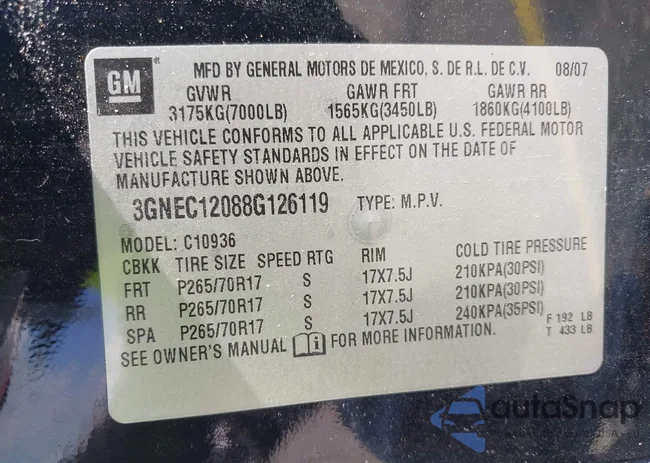 GM ® MFD BY GENERAL MOTORS DE MEXICO, S. DE R.L. DE C.V. 08/07
GVWR GAWR FRT GAWR RR
3175KG(7000LB) 1565KG(3450LB) 1860KG(4100LB)
THIS VEHICLE CONFORMS TO ALL APPLICABLE U.S. FEDERAL MOTOR
VEHICLE SAFETY STANDARDS IN EFFECT ON THE DATE OF
MANUFACTURE SHOWN ABOVE.
3GNEC12088G126119 TYPE: M.P.V.
MODEL: C10936
CBKK TIRE SIZE SPEED RTG RIM COLD TIRE PRESSURE
FRT P265/70R17 S 17X7.5J 210KPA(30PSI)
RR P265/70R17 S 17X7.5J 210KPA(30PSI)
SPA P265/70R17 S 17X7.5J 240KPA(35PSI)
F 192 LB
T 433 LB
SEE OWNER'S MANUAL i FOR MORE INFORMATION.
autoSnap